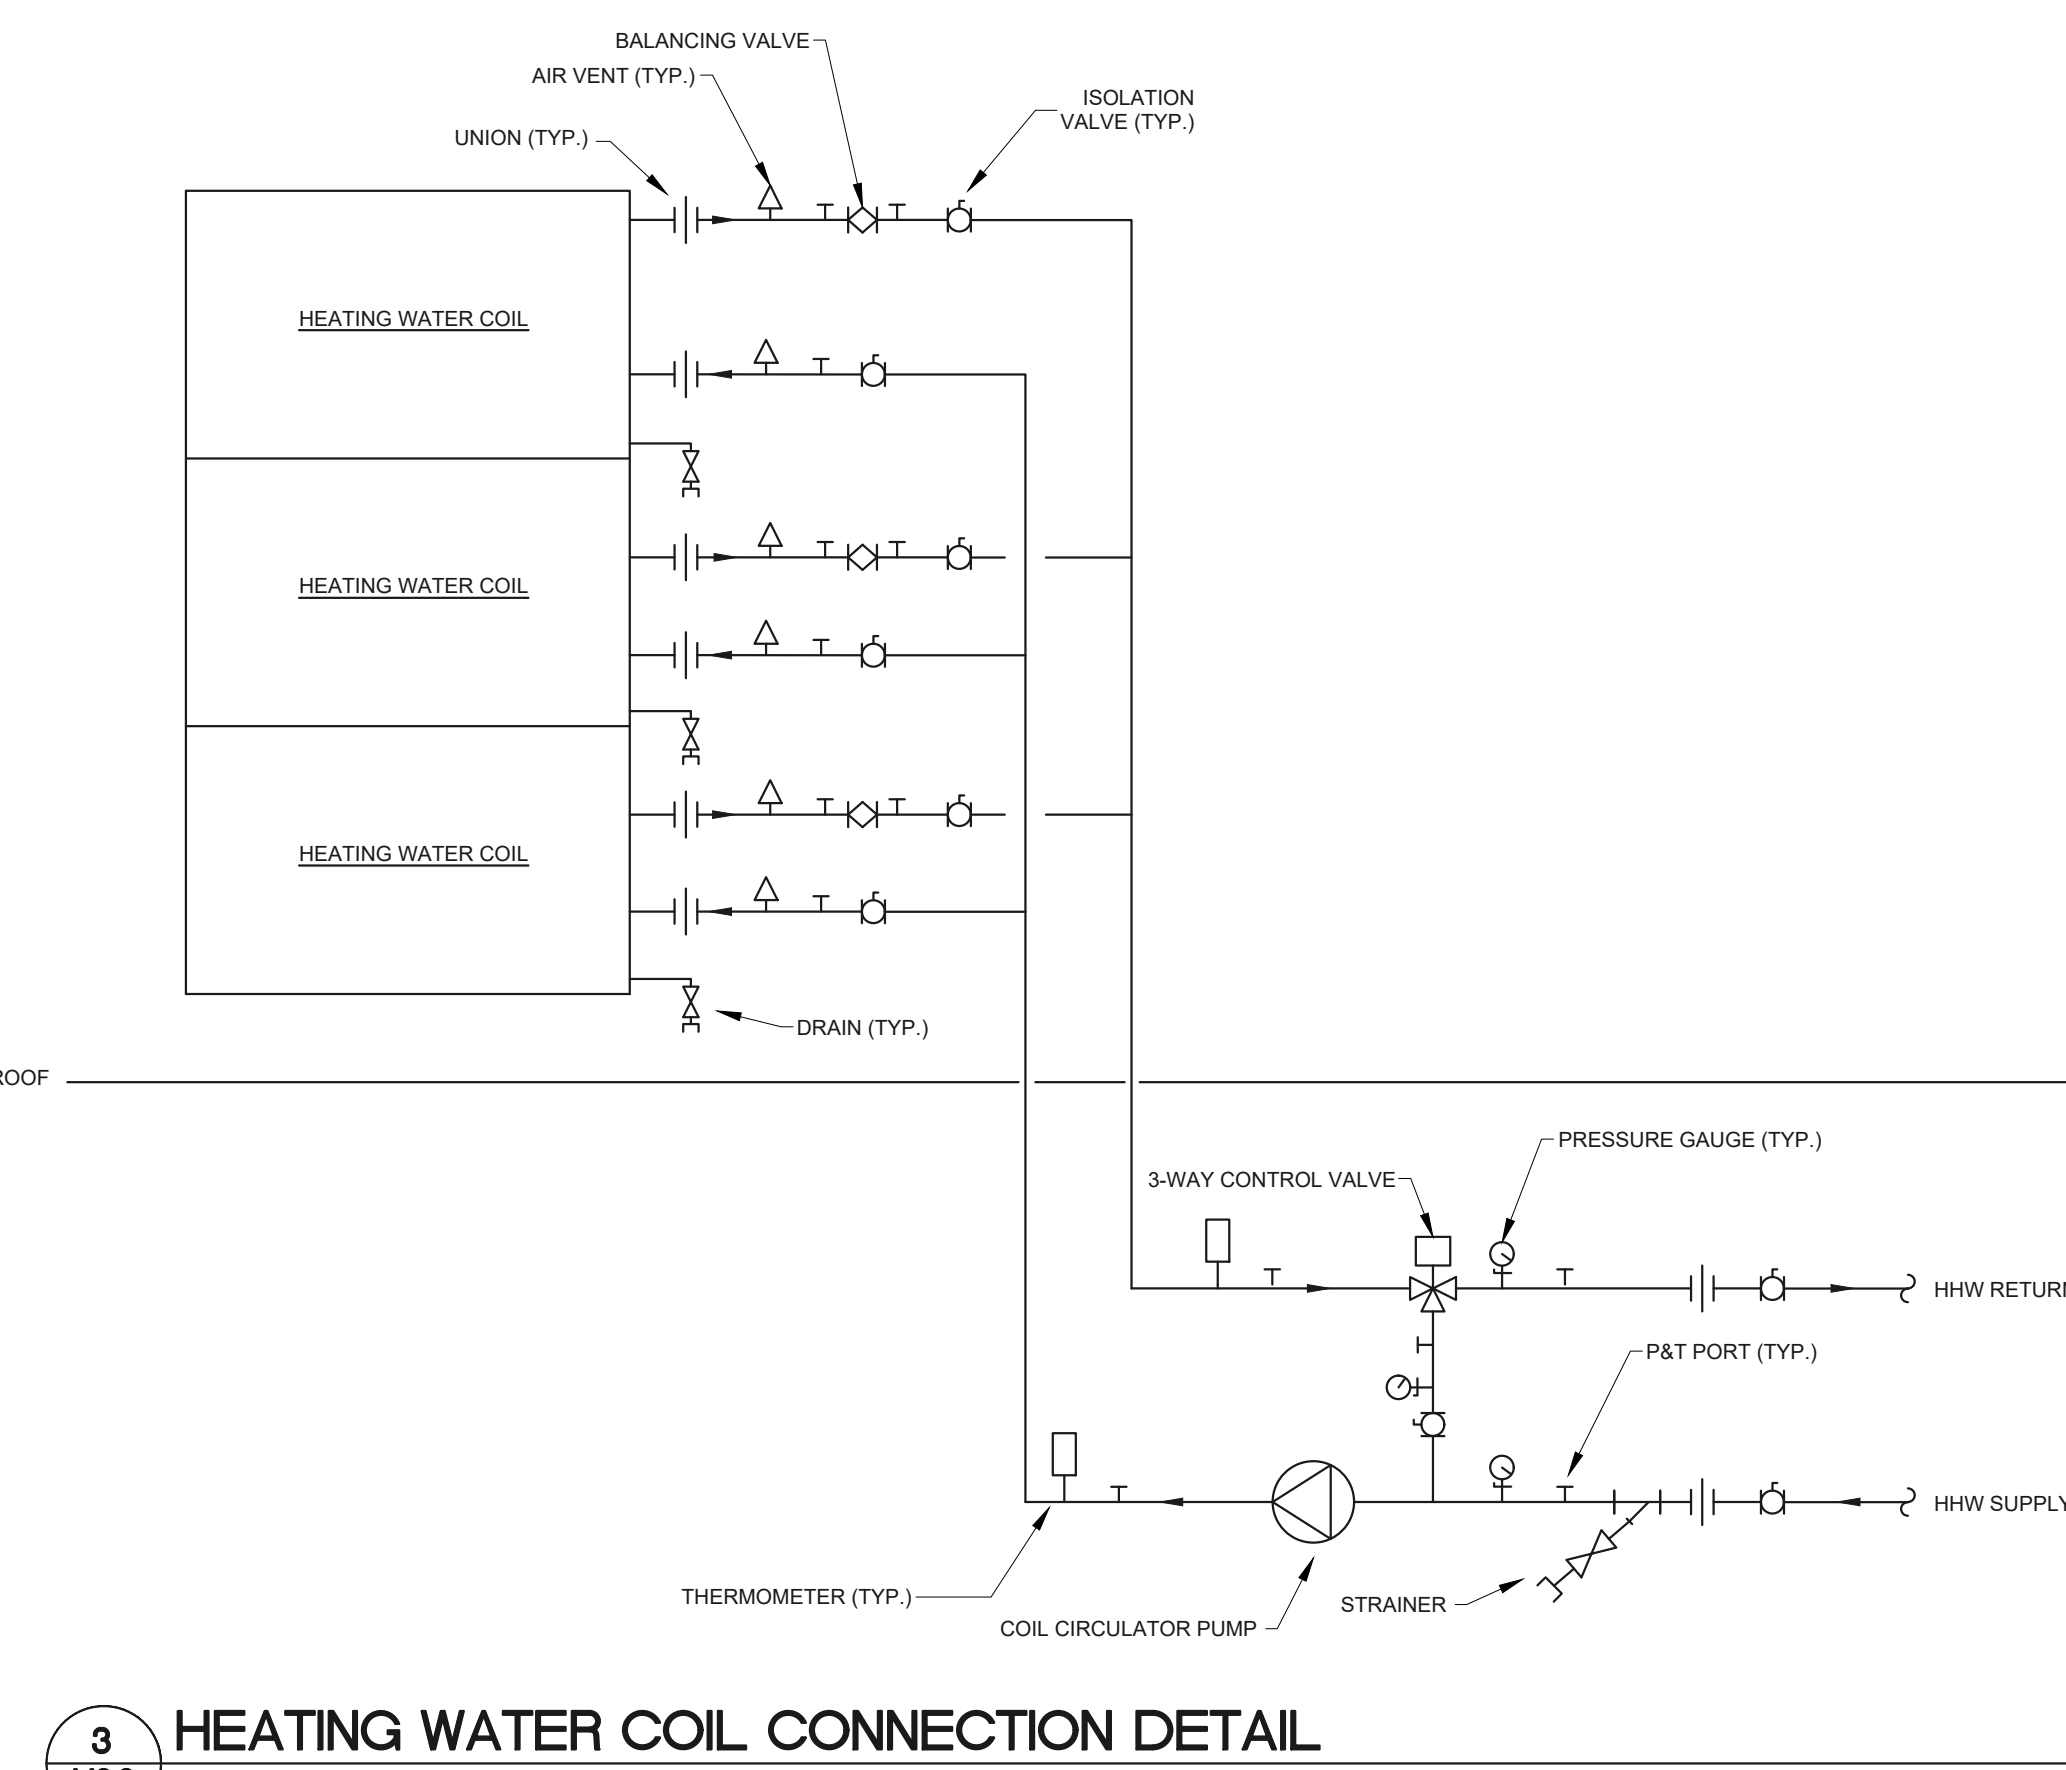 BALANCING VALVE
AIR VENT (TYP.)
ISOLATION
VALVE (TYP.)
UNION (TYP.)
HEATING WATER COIL
HEATING WATER COIL
HEATING WATER COIL
DRAIN (TYP.)
ROOF
PRESSURE GAUGE (TYP.)
3-WAY CONTROL VALVE
HHW RETURN
P&T PORT (TYP.)
HHW SUPPLY
THERMOMETER (TYP.)
STRAINER
COIL CIRCULATOR PUMP
3
HEATING WATER COIL CONNECTION DETAIL